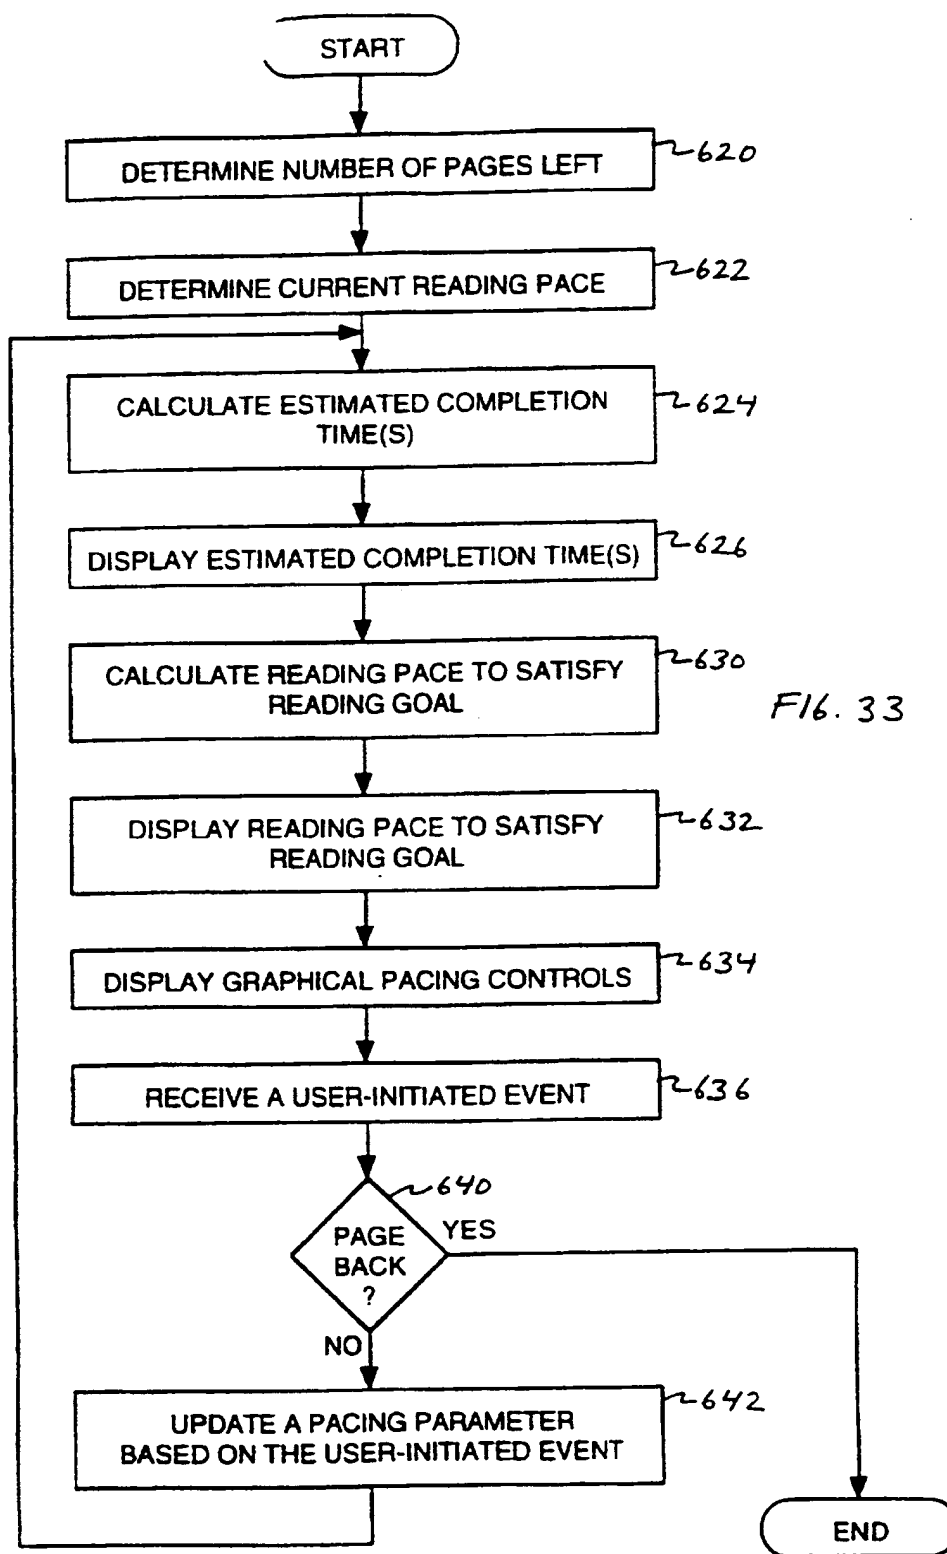 START
DETERMINE NUMBER OF PAGES LEFT
620
DETERMINE CURRENT READING PACE
622
CALCULATE ESTIMATED COMPLETION
TIME(S)
624
DISPLAY ESTIMATED COMPLETION TIME(S)
626
CALCULATE READING PACE TO SATISFY
READING GOAL
630
FIG. 33
DISPLAY READING PACE TO SATISFY
READING GOAL
632
DISPLAY GRAPHICAL PACING CONTROLS
634
RECEIVE A USER-INITIATED EVENT
636
640
PAGE
BACK
?
YES
NO
UPDATE A PACING PARAMETER
BASED ON THE USER-INITIATED EVENT
642
END